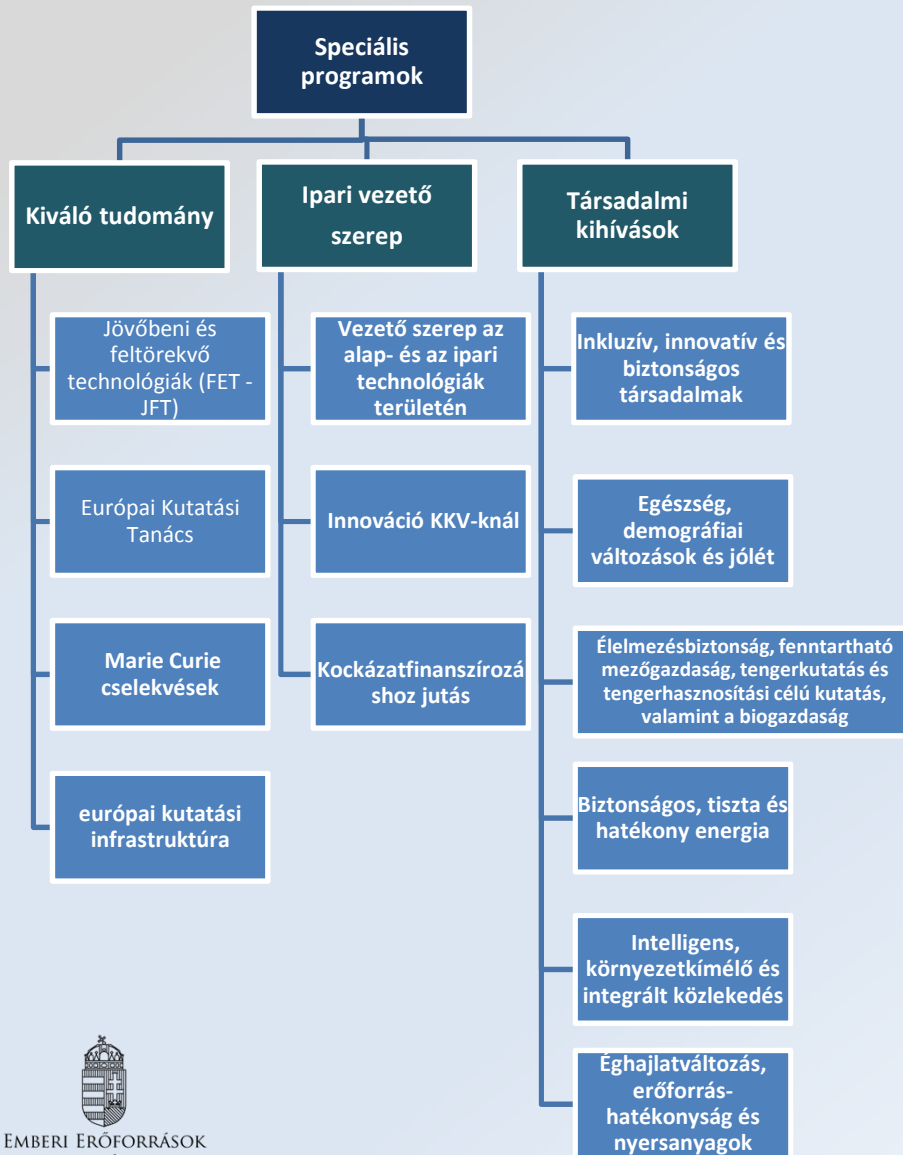 Speciális
programok
Kiváló tudomány
Jövőbeni és
feltörekvő
technológiák (FET -
JFT)
Európai Kutatási
Tanács
Marie Curie
cselekvések
európai kutatási
infrastruktúra
Ipari vezető
szerep
Vezető szerep az
alap- és az ipari
technológiák
területén
Innováció KKV-knál
Kockázatfinanszírozá
shoz jutás
Társadalmi
kihívások
Inkluzív, innovatív és
biztonságos
társadalmak
Egészség,
demográfiai
változások és jólét
Élelmezésbiztonság, fenntartható
mezőgazdaság, tengerkutatás és
tengerhasznosítási célú kutatás,
valamint a biogazdaság
Biztonságos, tiszta és
hatékony energia
Intelligens,
környezetkímélő és
integrált közlekedés
Éghajlatváltozás,
erőforrás-
hatékonyság és
nyersanyagok
EMBERI ERŐFORRÁSOK